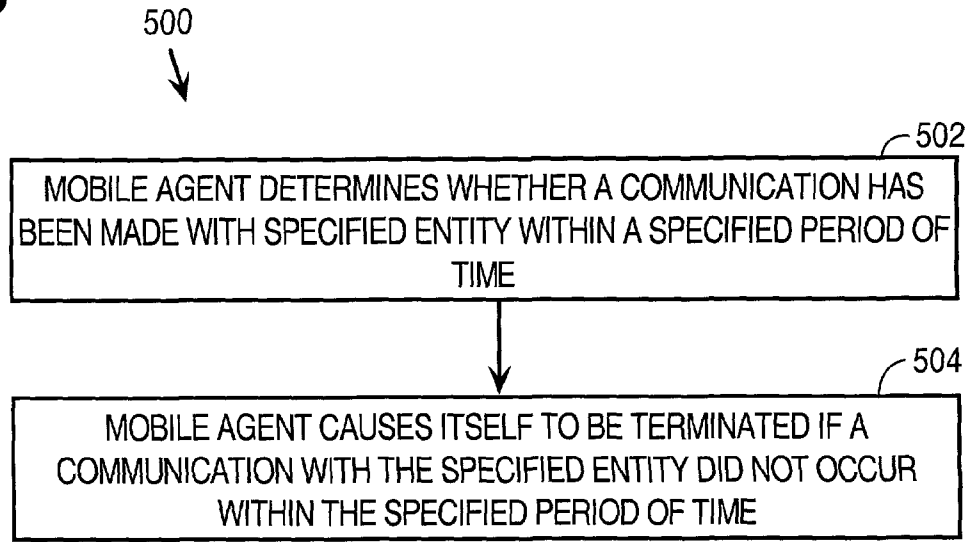 500
502
MOBILE AGENT DETERMINES WHETHER A COMMUNICATION HAS
BEEN MADE WITH SPECIFIED ENTITY WITHIN A SPECIFIED PERIOD OF
TIME
504
MOBILE AGENT CAUSES ITSELF TO BE TERMINATED IF A
COMMUNICATION WITH THE SPECIFIED ENTITY DID NOT OCCUR
WITHIN THE SPECIFIED PERIOD OF TIME